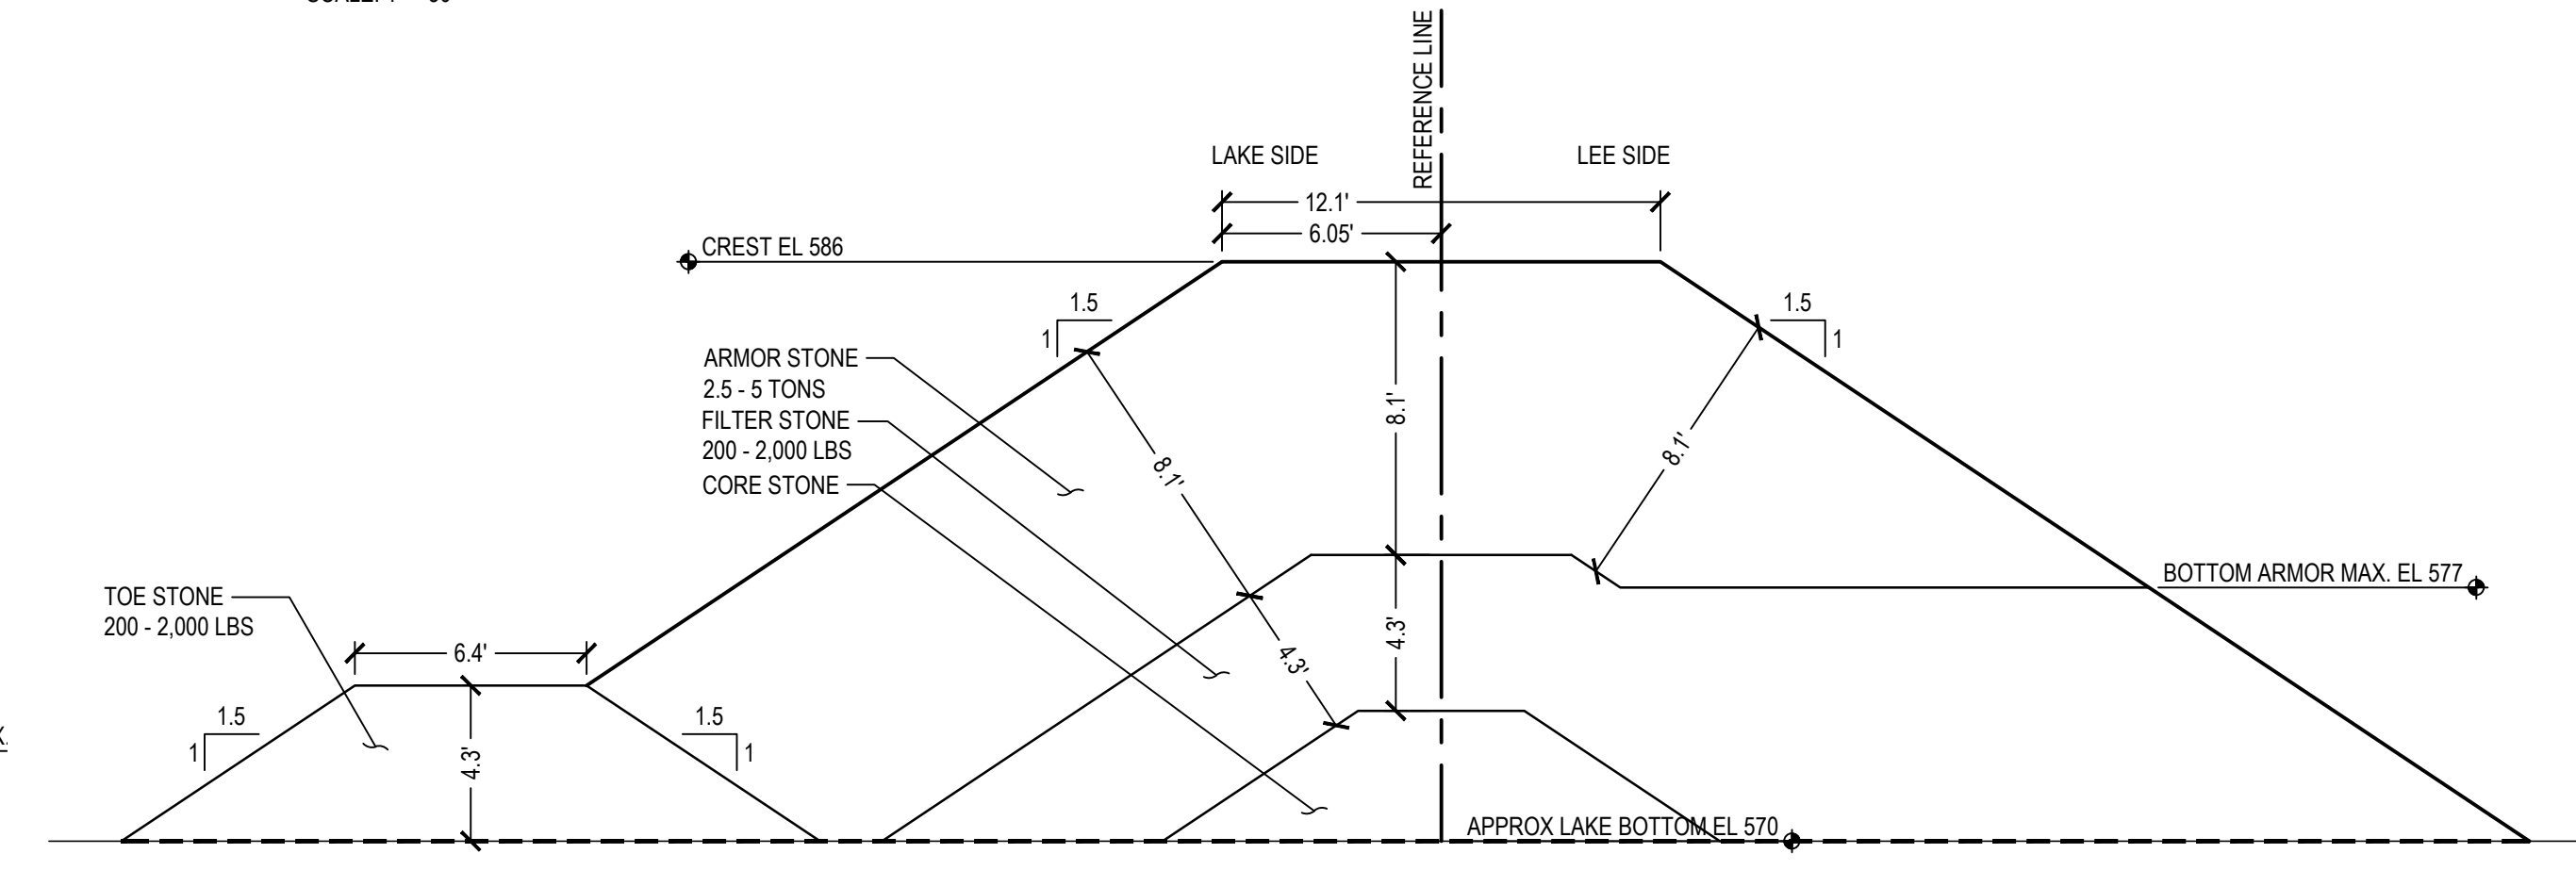 REFERENCE LINE
LAKE SIDE
LEE SIDE
12.1'
6.05'
CREST EL 586
1.5
1
1.5
1
ARMOR STONE
2.5 - 5 TONS
FILTER STONE
200 - 2,000 LBS
CORE STONE
8.1'
8.1'
8.1'
BOTTOM ARMOR MAX. EL 577
TOE STONE
200 - 2,000 LBS
6.4'
4.3'
4.3'
1.5
1
1.5
1
4.3'
APPROX LAKE BOTTOM EL 570